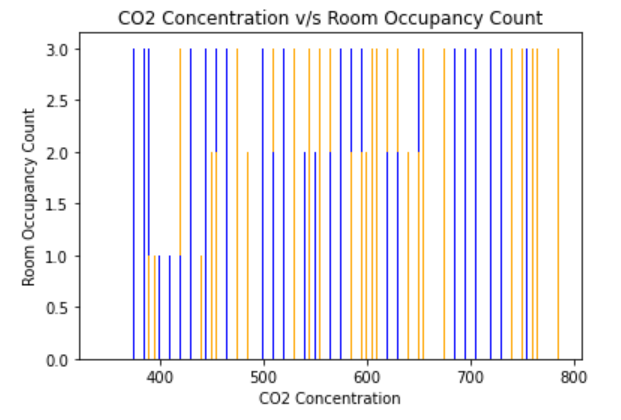 CO2 Concentration v/s Room Occupancy Count
3.0
2.5
2.0
1.5
1.0
0.5
0.0
Room Occupancy Count
400 500 600 700 800
CO2 Concentration